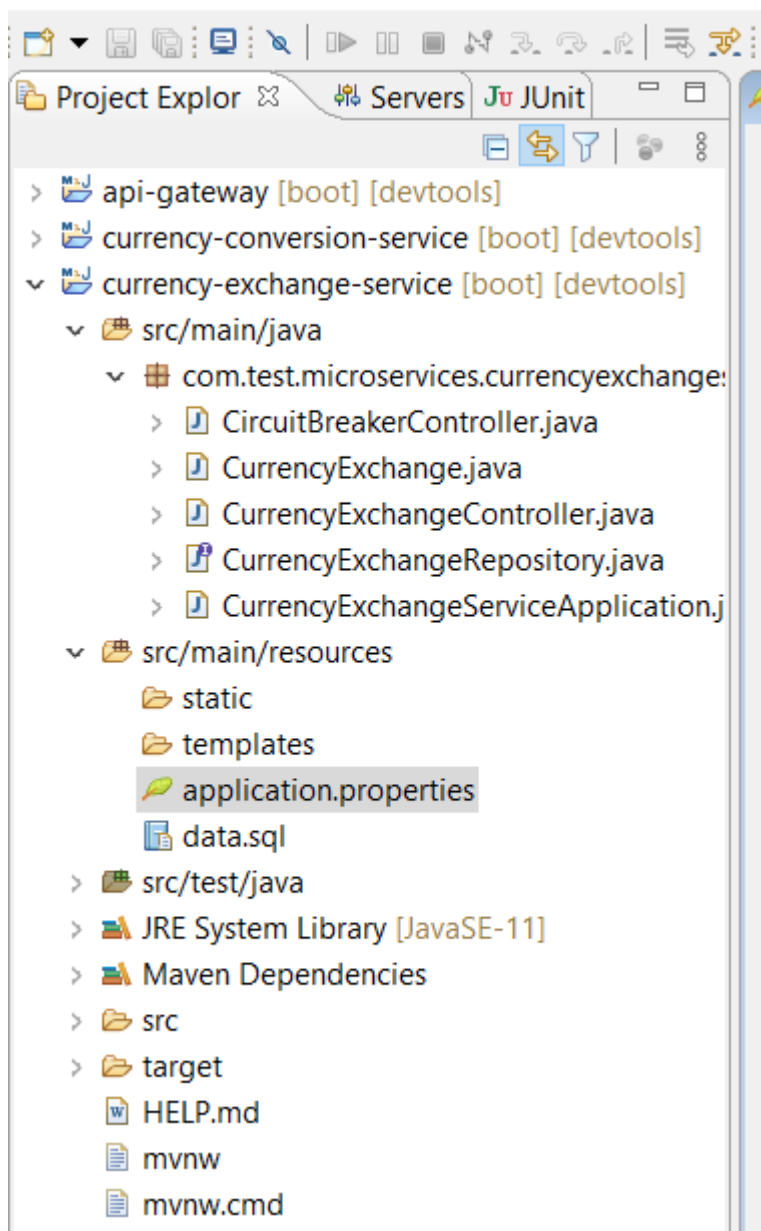 Project Explor Servers JUnit
api-gateway [boot] [devtools]
currency-conversion-service [boot] [devtools]
currency-exchange-service [boot] [devtools]
src/main/java
com.test.microservices.currencyexchanges
CircuitBreakerController.java
CurrencyExchange.java
CurrencyExchangeController.java
CurrencyExchangeRepository.java
CurrencyExchangeServiceApplication.j
src/main/resources
static
templates
application.properties
data.sql
src/test/java
JRE System Library [JavaSE-11]
Maven Dependencies
src
target
HELP.md
mvnw
mvnw.cmd